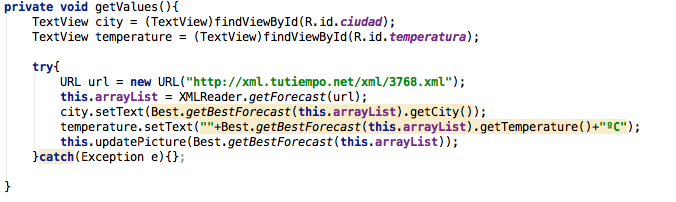 private void getValues(){
TextView city = (TextView)findViewById(R.id.ciudad);
TextView temperature = (TextView)findViewById(R.id.temperatura);
try{
URL url = new URL("http://xml.tutiempo.net/xml/3768.xml");
this.arrayList = XMLReader.getForecast(url);
city.setText(Best.getBestForecast(this.arrayList).getCity());
temperature.setText(""+Best.getBestForecast(this.arrayList).getTemperature()+"ºC");
this.updatePicture(Best.getBestForecast(this.arrayList));
}catch(Exception e){};
}